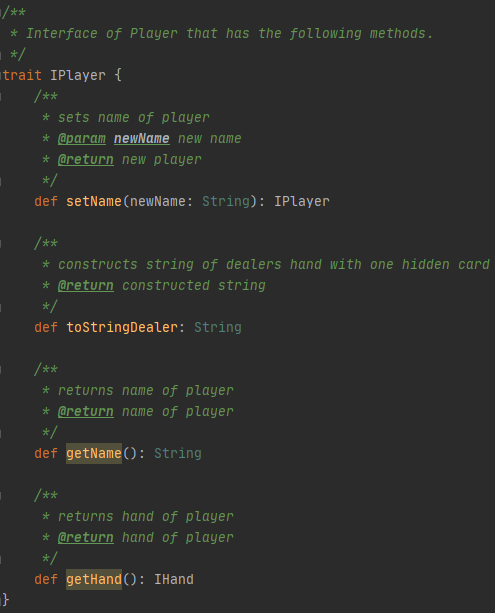 /**
 * Interface of Player that has the following methods.
 */
trait IPlayer {
    /**
     * sets name of player
     * @param newName new name
     * @return new player
     */
    def setName(newName: String): IPlayer

    /**
     * constructs string of dealers hand with one hidden card
     * @return constructed string
     */
    def toStringDealer: String

    /**
     * returns name of player
     * @return name of player
     */
    def getName(): String

    /**
     * returns hand of player
     * @return hand of player
     */
    def getHand(): IHand
}